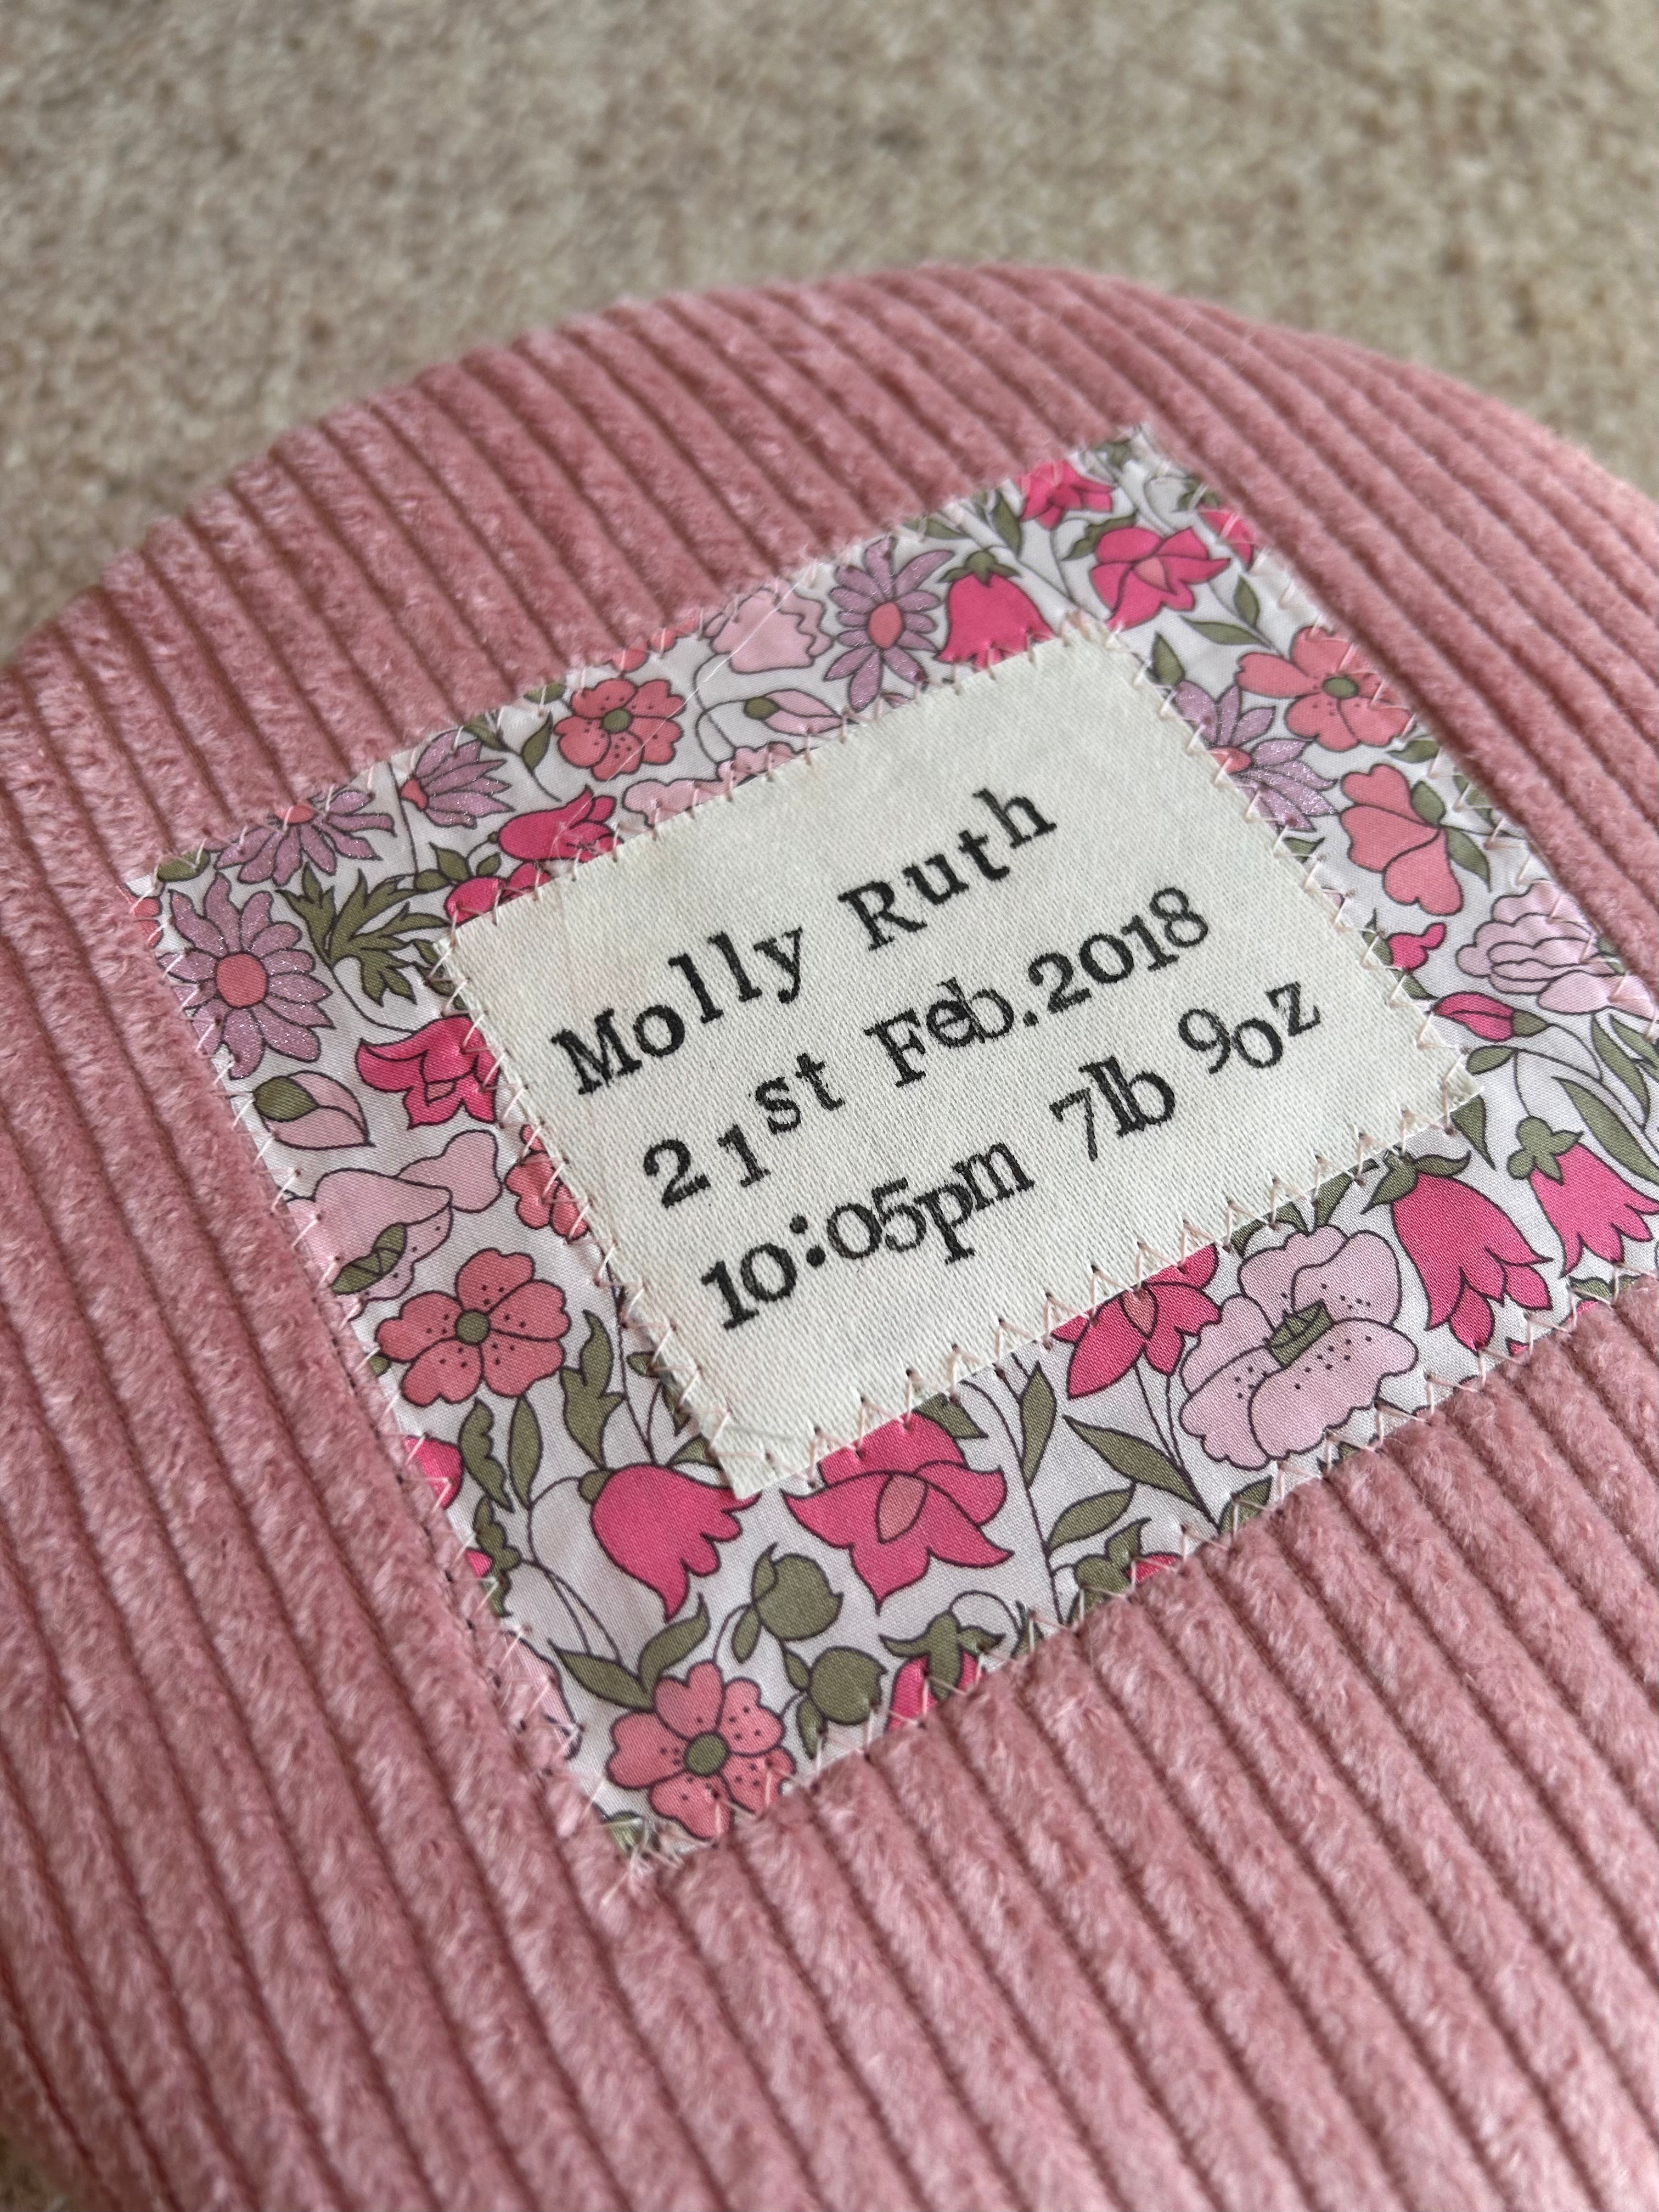 Molly Ruth
21st Feb.2018
10:05pm 7lb 9oz